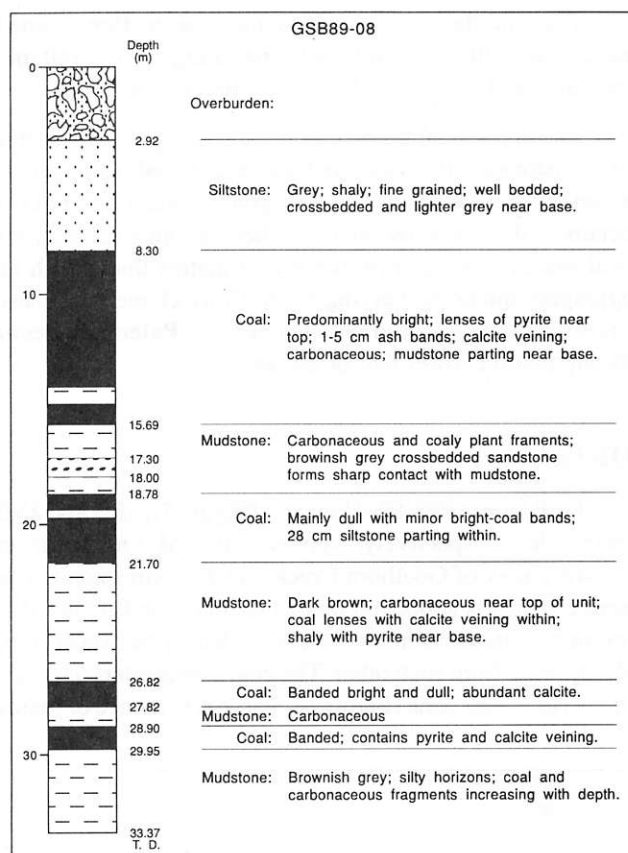 GSB89-08
Depth
(m)
0
Overburden:
2.92
Siltstone: Grey; shaly; fine grained; well bedded;
crossbedded and lighter grey near base.
8.30
10
Coal: Predominantly bright; lenses of pyrite near
top; 1-5 cm ash bands; calcite veining;
carbonaceous; mudstone parting near base.
15.69
Mudstone: Carbonaceous and coaly plant framents;
17.30
browinsh grey crossbedded sandstone
forms sharp contact with mudstone.
18.00
18.78
20
Coal: Mainly dull with minor bright-coal bands;
28 cm siltstone parting within.
21.70
Mudstone: Dark brown; carbonaceous near top of unit;
coal lenses with calcite veining within;
shaly with pyrite near base.
26.82
Coal: Banded bright and dull; abundant calcite.
27.82
Mudstone: Carbonaceous
28.90
Coal: Banded; contains pyrite and calcite veining.
29.95
30
Mudstone: Brownish grey; silty horizons; coal and
carbonaceous fragments increasing with depth.
33.37
T. D.